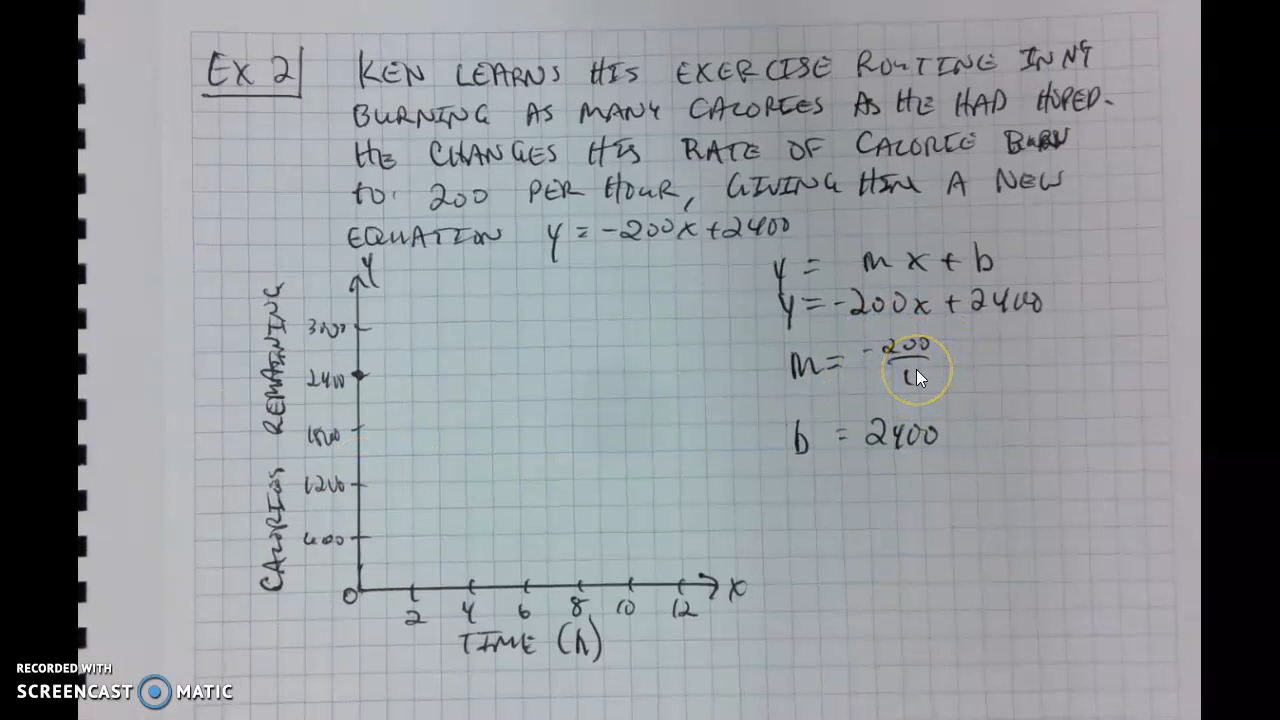 EX 2
KEN LEARNS HIS EXERCISE ROUTINE IN NT
BURNING AS MANY CALORIES AS HE HAD HOPED.
HE CHANGES HIS RATE OF CALORIE BURN
TO 200 PER HOUR, GIVING HIM A NEW
EQUATION y = -200x + 2400
y = mx + b
y = -200x + 2400
m = -200/1
b = 2400
CALORIES REMAINING
y
3000
2400
1800
1200
600
0
2 4 6 8 10 12
x
TIME (h)
RECORDED WITH
SCREENCAST MATIC